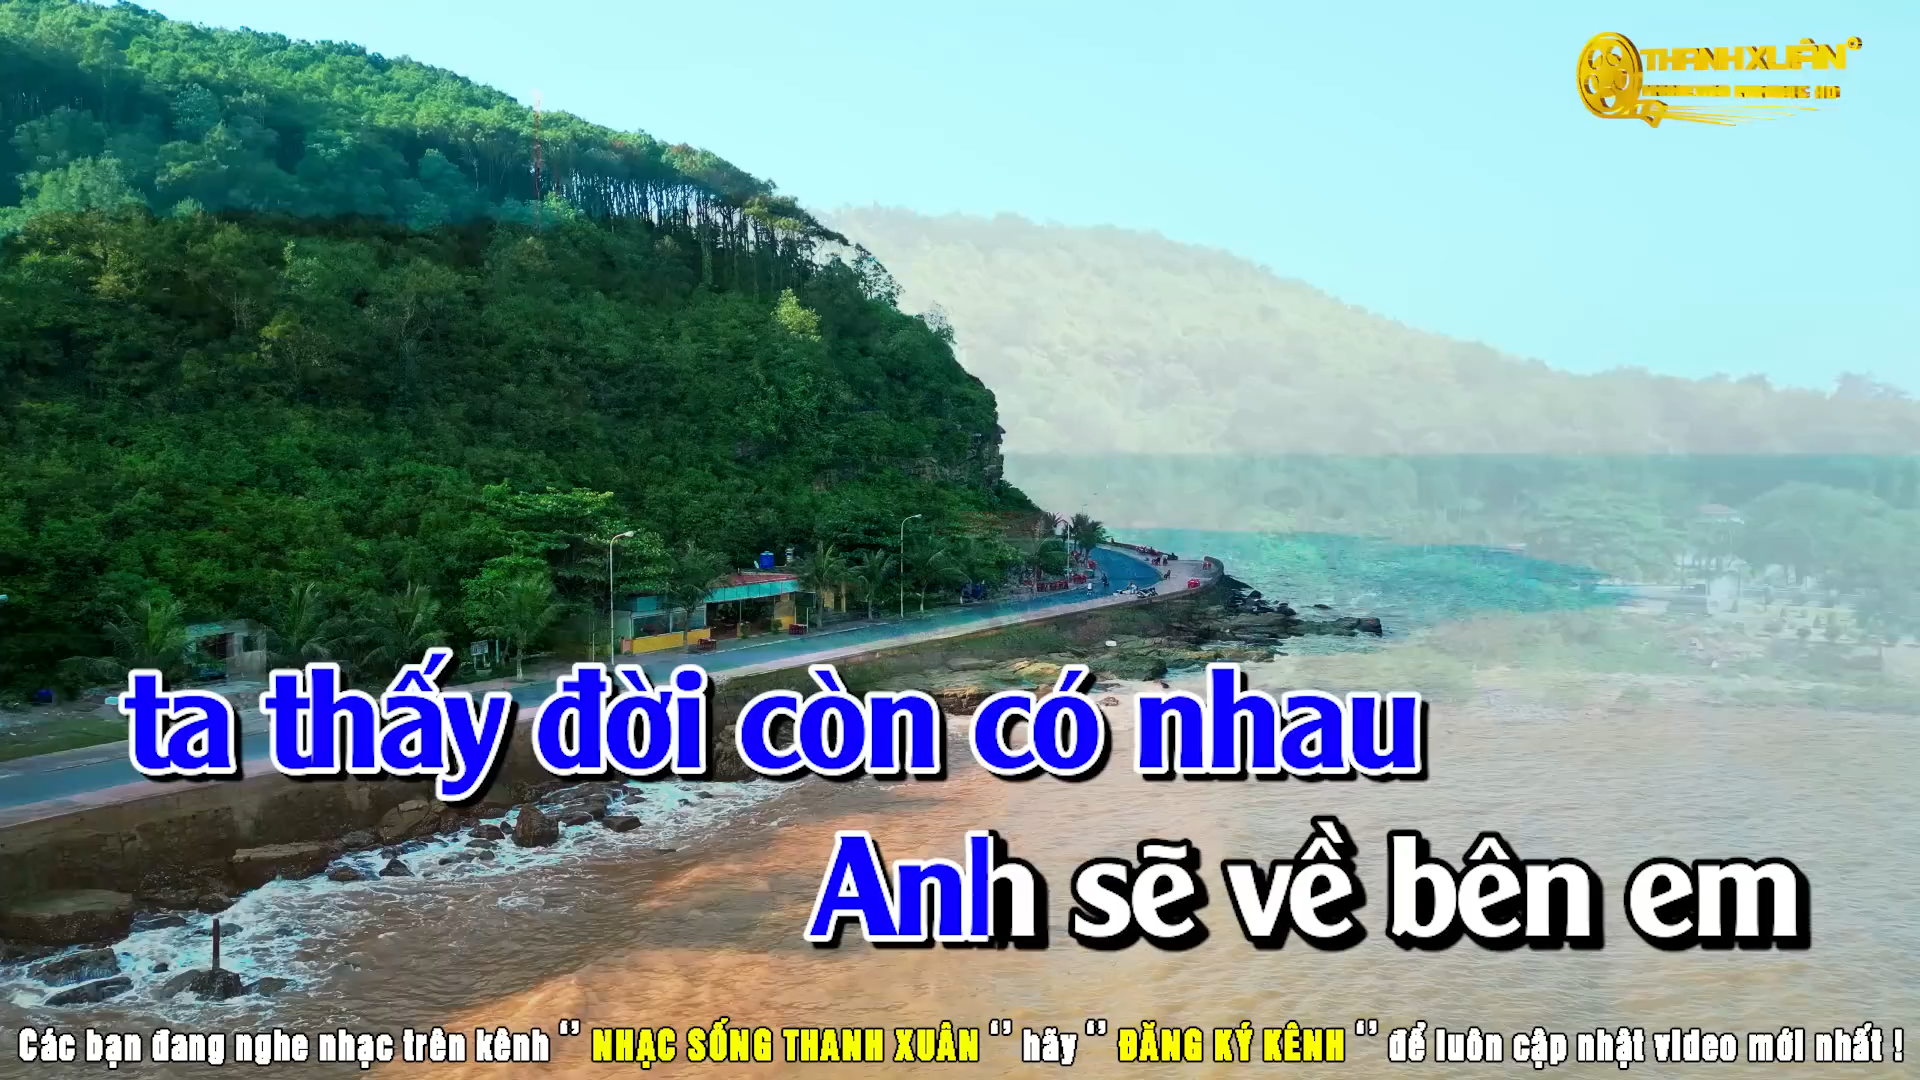 THANH XUÂN
ta thấy đời còn có nhau
Anh sẽ về bên em
Các bạn đang nghe nhạc trên kênh “ NHẠC SỐNG THANH XUÂN “ hãy “ ĐĂNG KÝ KÊNH “ để luôn cập nhật video mới nhất !